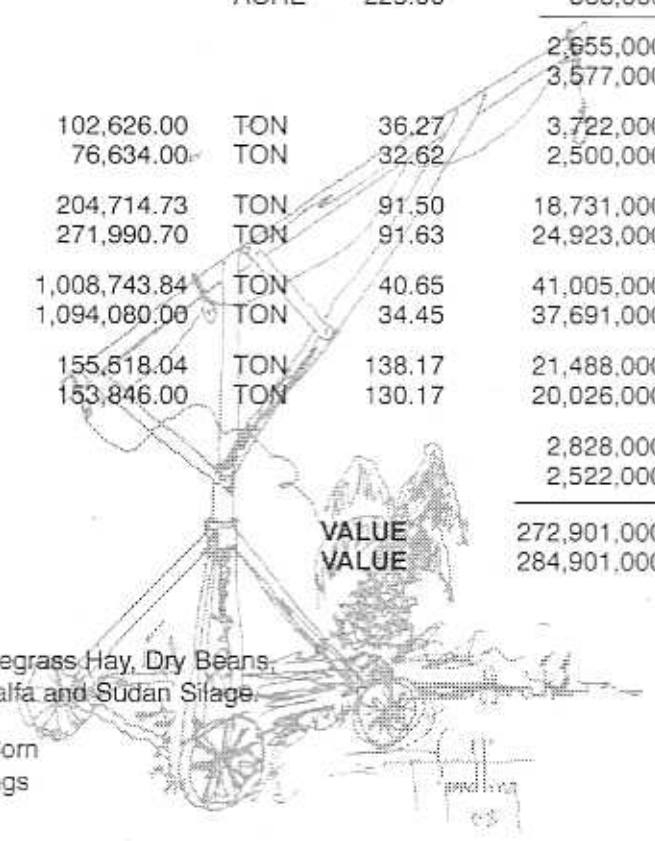 2,655,000
3,577,000
102,626.00 TON 36.27 3,722,000
76,634.00 TON 32.62 2,500,000
204,714.73 TON 91.50 18,731,000
271,990.70 TON 91.63 24,923,000
1,008,743.84 TON 40.65 41,005,000
1,094,080.00 TON 34.45 37,691,000
155,518.04 TON 138.17 21,488,000
153,846.00 TON 130.17 20,026,000
2,828,000
2,522,000
VALUE 272,901,000
VALUE 284,901,000
egrass Hay, Dry Beans,
alfa and Sudan Silage.
Corn
gs